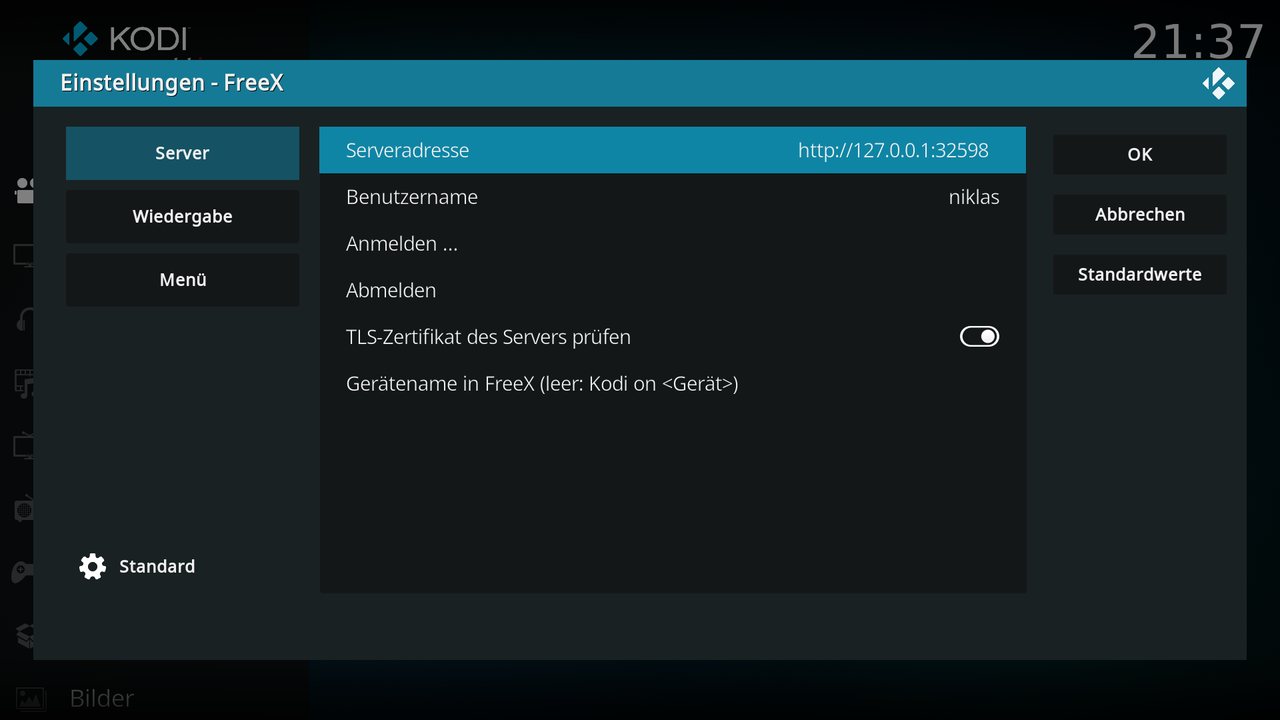 KODI
21:37
Einstellungen - FreeX
Server
Wiedergabe
Menü
Standard
Serveradresse http://127.0.0.1:32598
Benutzername niklas
Anmelden ...
Abmelden
TLS-Zertifikat des Servers prüfen
Gerätename in FreeX (leer: Kodi on <Gerät>)
OK
Abbrechen
Standardwerte
Bilder